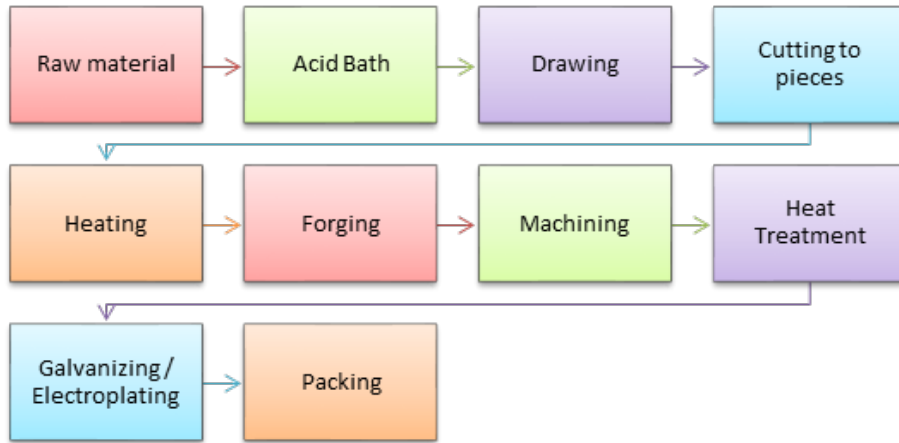 Raw material
Acid Bath
Drawing
Cutting to
pieces
Heating
Forging
Machining
Heat
Treatment
Galvanizing /
Electroplating
Packing